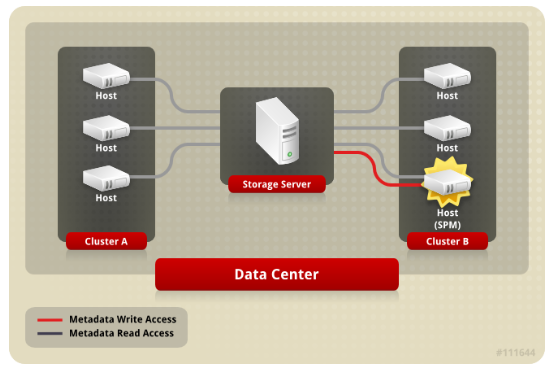 Host
Host
Host
Host
Host
Host
(SPM)
Storage Server
Cluster A
Cluster B
Data Center
Metadata Write Access
Metadata Read Access
#111644